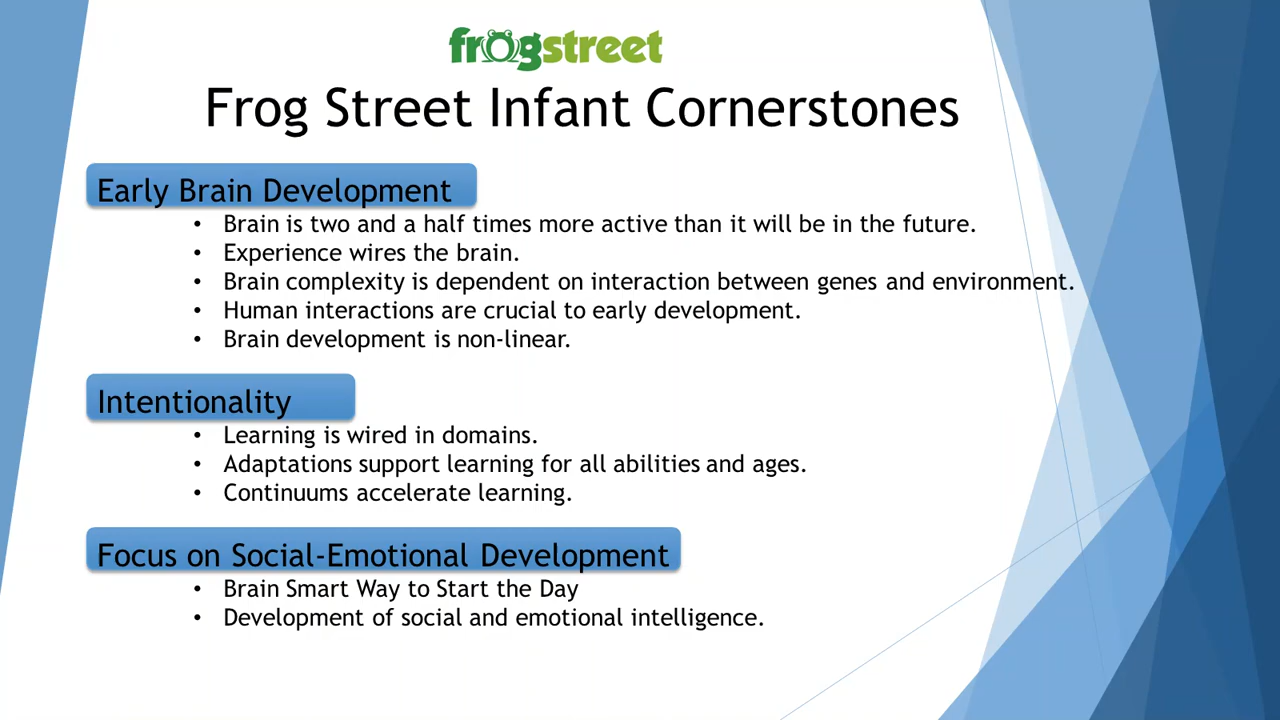 frogstreet
Frog Street Infant Cornerstones
Early Brain Development
• Brain is two and a half times more active than it will be in the future.
• Experience wires the brain.
• Brain complexity is dependent on interaction between genes and environment.
• Human interactions are crucial to early development.
• Brain development is non-linear.
Intentionality
• Learning is wired in domains.
• Adaptations support learning for all abilities and ages.
• Continuums accelerate learning.
Focus on Social-Emotional Development
• Brain Smart Way to Start the Day
• Development of social and emotional intelligence.